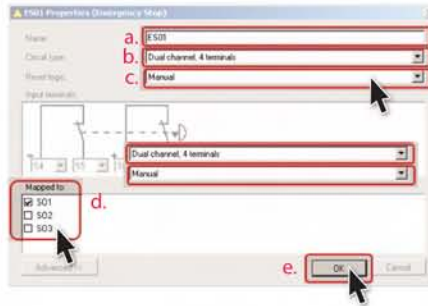 ES01 Properties (Emergency Stop)
Name:
a.
ES01
Circuit type:
b.
Dual channel, 4 terminals
Reset logic:
c.
Manual
Input terminals:
Dual channel, 4 terminals
S4
Manual
Mapped to:
d.
S01
S02
S03
Advanced
e.
OK
Cancel